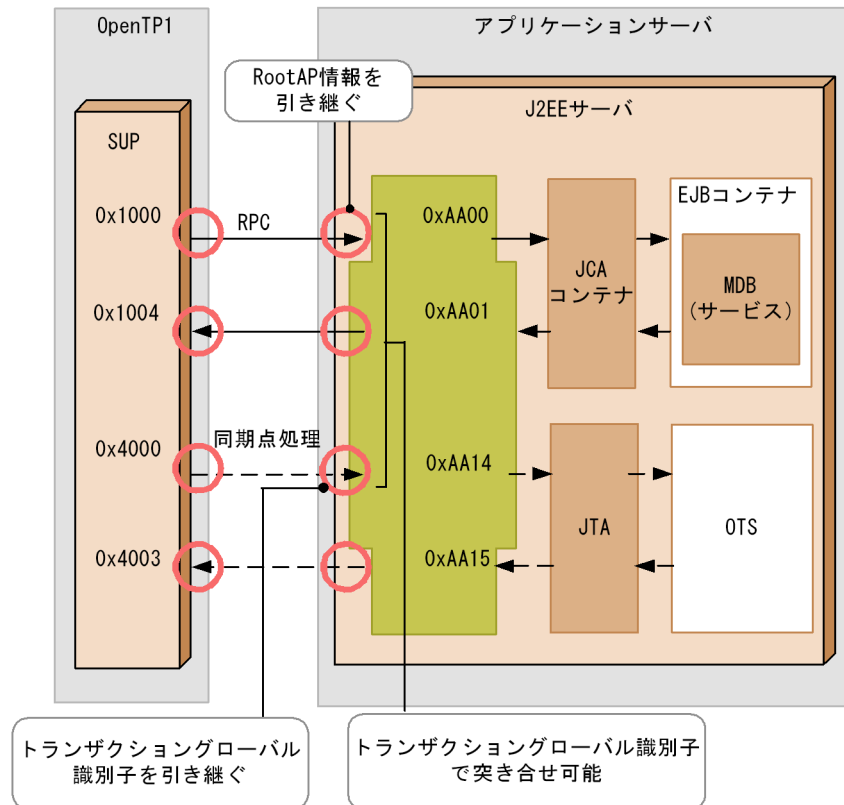 OpenTP1
アプリケーションサーバ
RootAP情報を
引き継ぐ
J2EEサーバ
SUP
0x1000
RPC
0xAA00
EJBコンテナ
JCA
コンテナ
MDB
(サービス)
0x1004
0xAA01
同期点処理
0x4000
0xAA14
JTA
OTS
0x4003
0xAA15
トランザクショングローバル
識別子を引き継ぐ
トランザクショングローバル識別子
で突き合せ可能